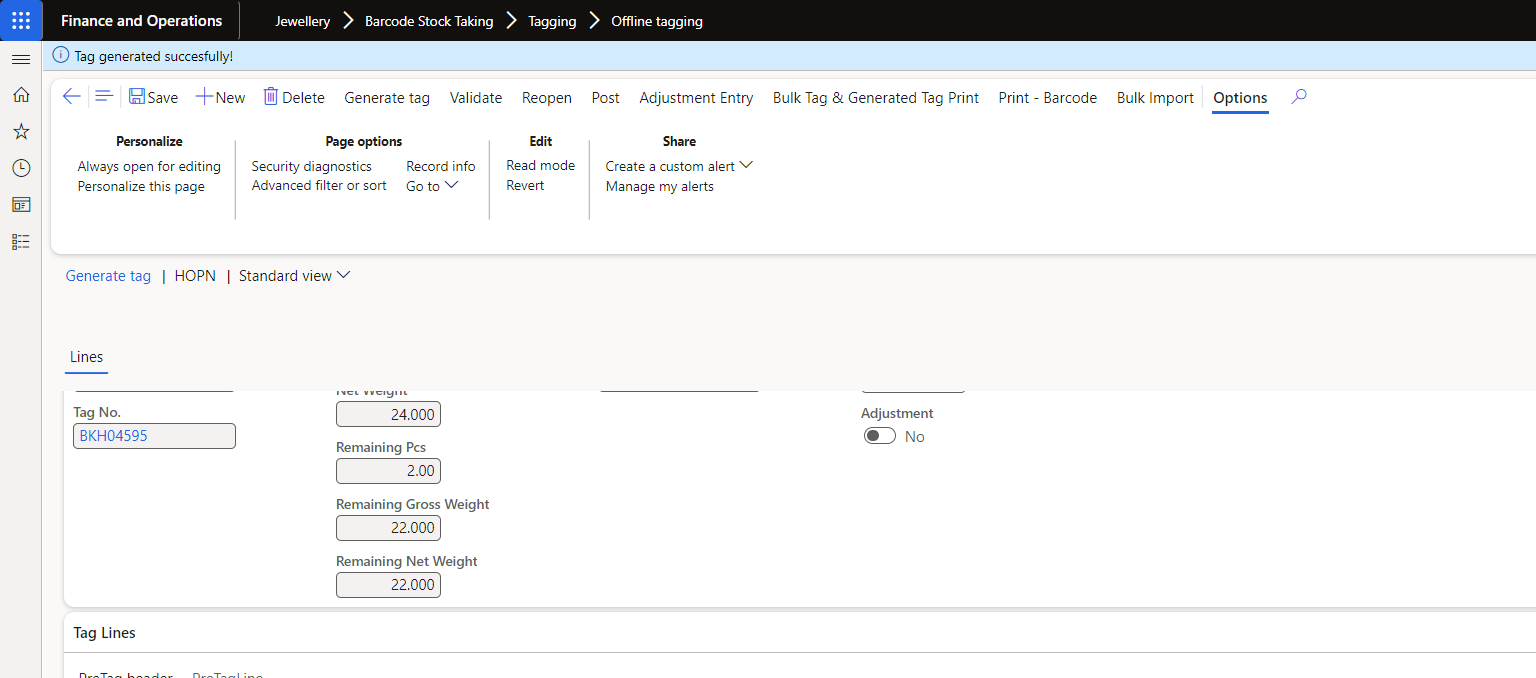 Finance and Operations
Jewellery > Barcode Stock Taking > Tagging > Offline tagging
Tag generated succesfully!
Save New Delete Generate tag Validate Reopen Post Adjustment Entry Bulk Tag & Generated Tag Print Print - Barcode Bulk Import Options
Personalize
Always open for editing
Personalize this page
Page options
Security diagnostics
Advanced filter or sort
Record info
Go to
Edit
Read mode
Revert
Share
Create a custom alert
Manage my alerts
Generate tag | HOPN | Standard view
Lines
Tag No.
BKH04595
Net Weight
24.000
Remaining Pcs
2.00
Remaining Gross Weight
22.000
Remaining Net Weight
22.000
Adjustment
No
Tag Lines
ProTag header ProTagLine